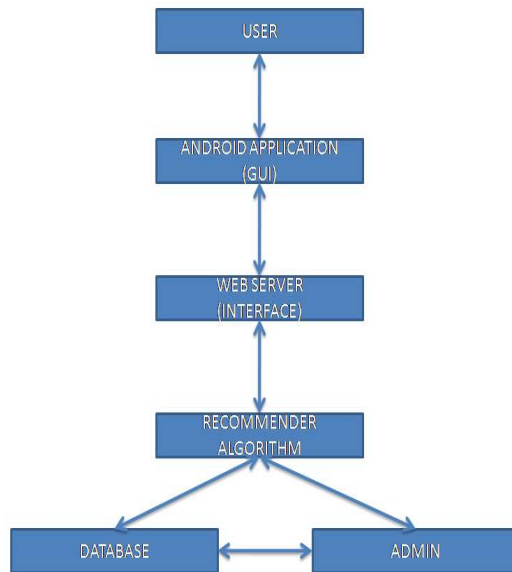 USER
ANDROID APPLICATION
(GUI)
WEB SERVER
(INTERFACE)
RECOMMENDER
ALGORITHM
DATABASE
ADMIN